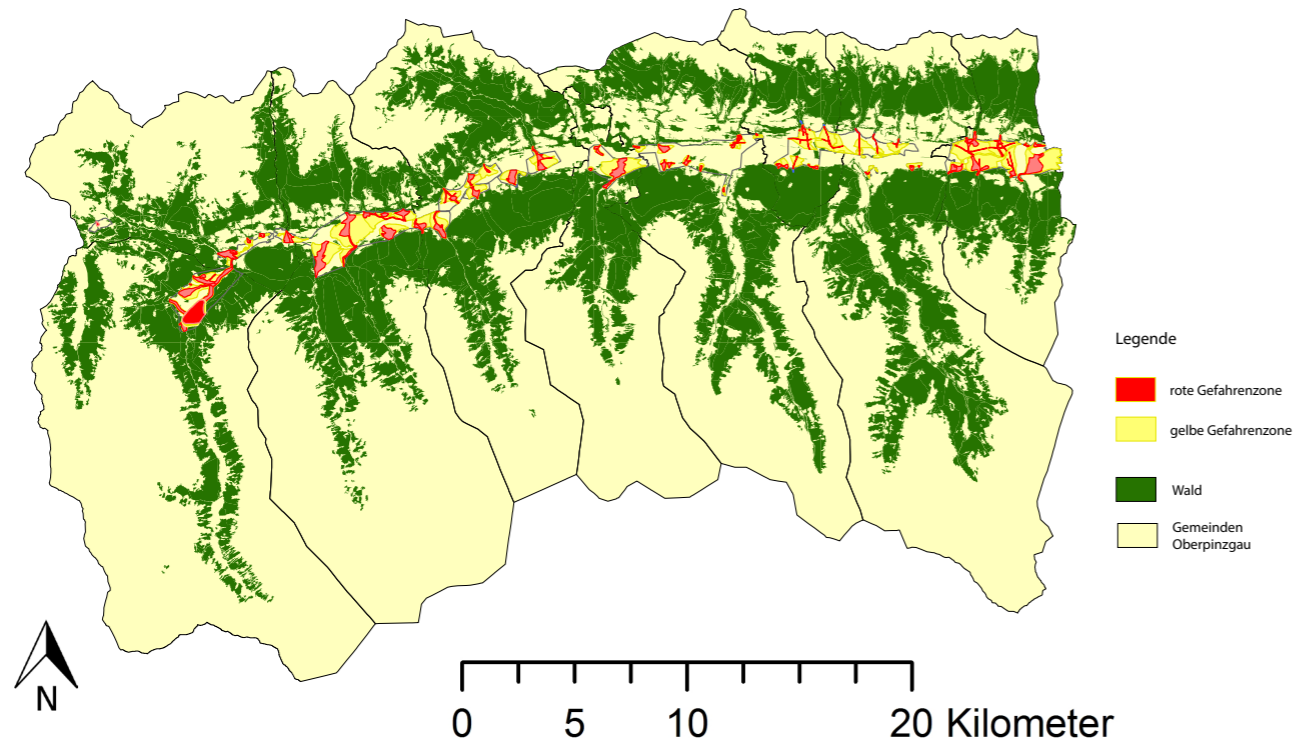 Legende
rote Gefahrenzone
gelbe Gefahrenzone
Wald
Gemeinden
Oberpinzgau
N
0 5 10 20 Kilometer